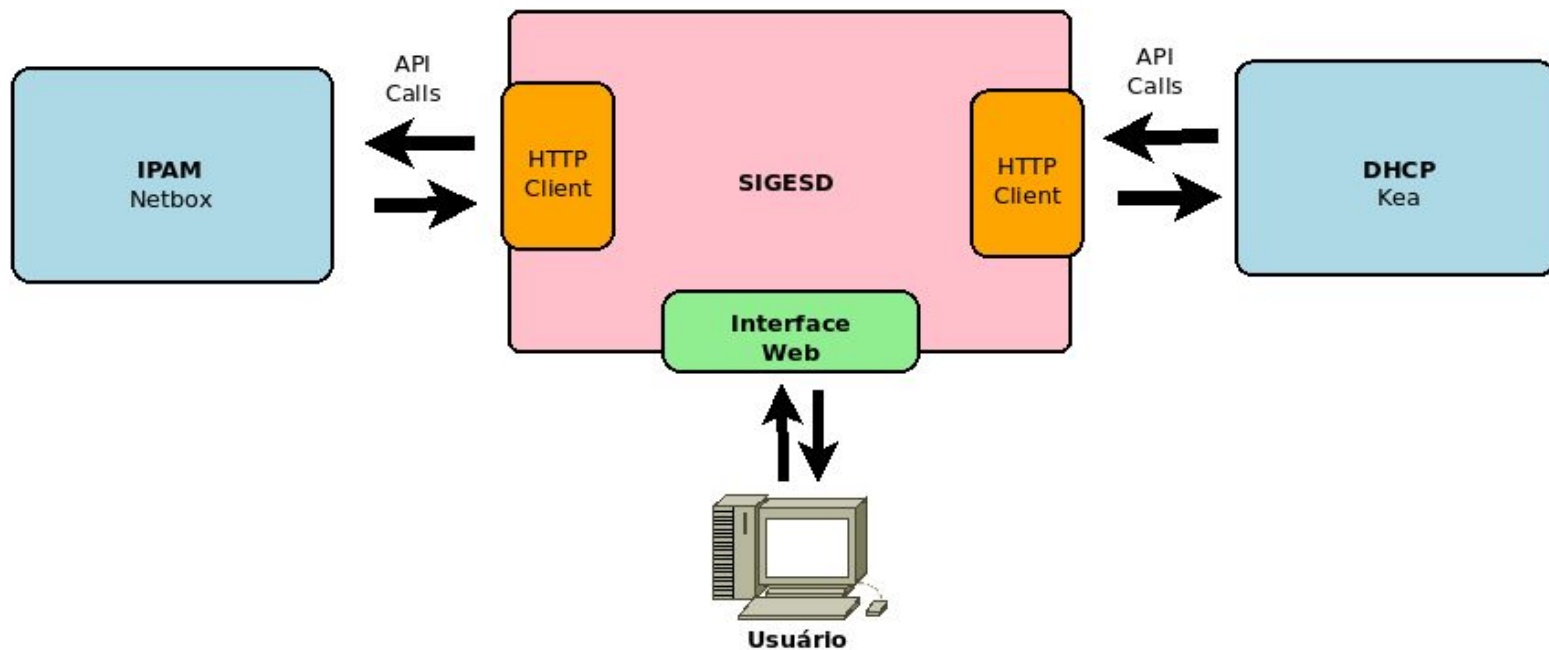 API
Calls
IPAM
Netbox
HTTP
Client
SIGESD
HTTP
Client
API
Calls
DHCP
Kea
Interface
Web
Usuário